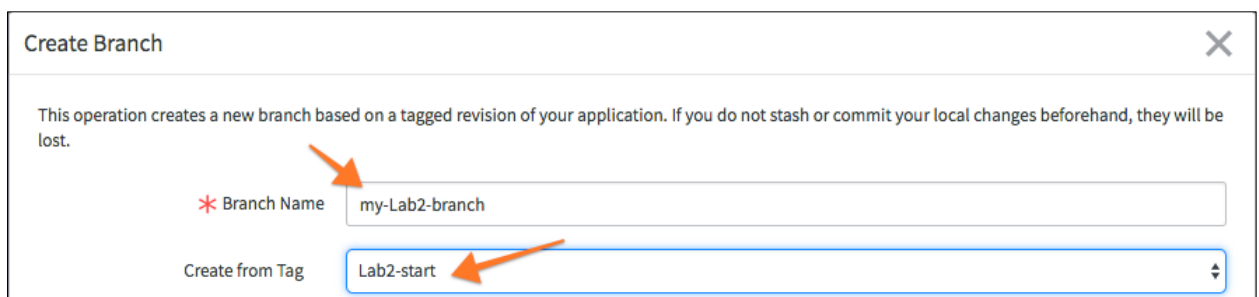 Create Branch
This operation creates a new branch based on a tagged revision of your application. If you do not stash or commit your local changes beforehand, they will be
lost.
Branch Name my-Lab2-branch
Create from Tag Lab2-start